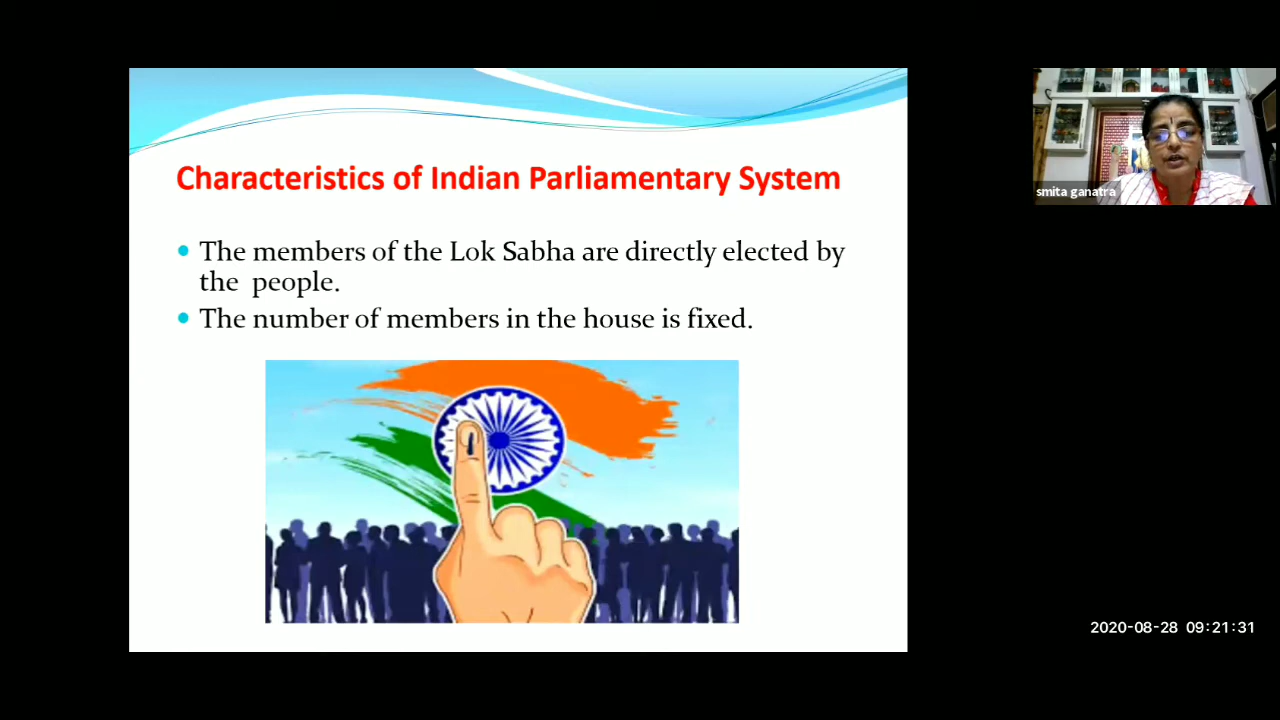 Characteristics of Indian Parliamentary System
The members of the Lok Sabha are directly elected by
the people.
The number of members in the house is fixed.
smita ganatra
2020-08-28 09:21:31